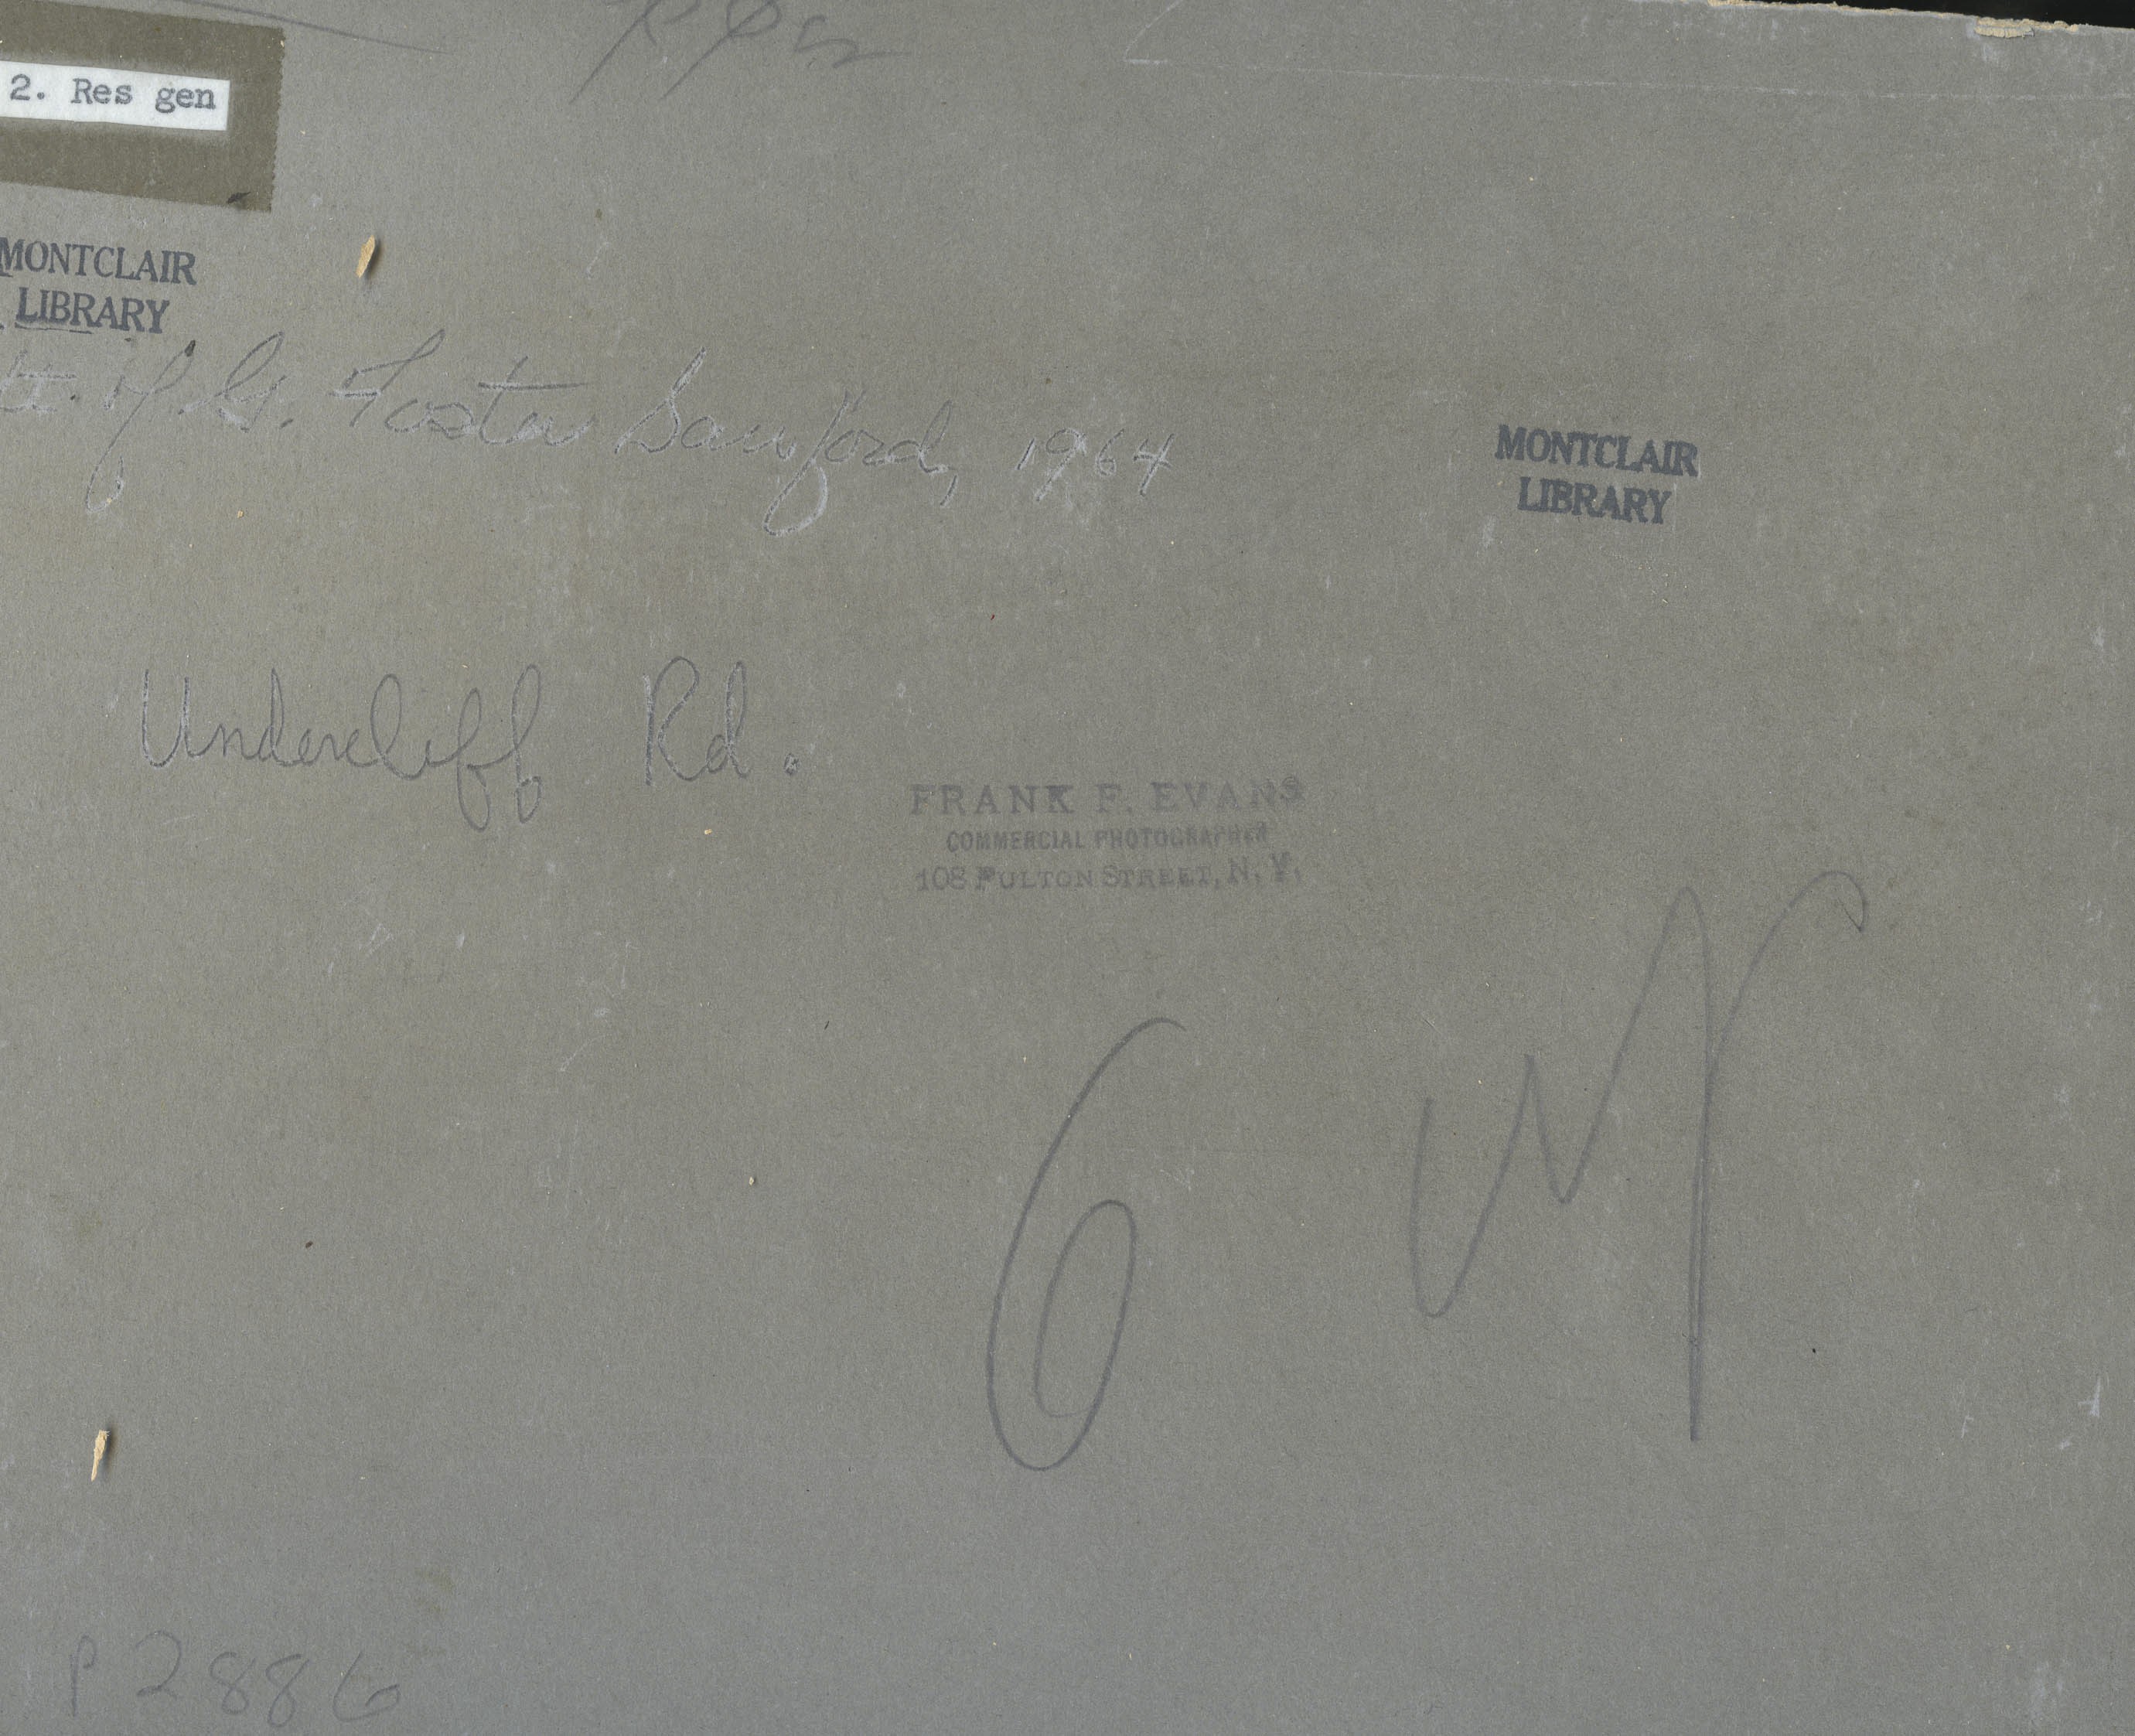 2. Res gen
MONTCLAIR
LIBRARY
of G. Foster Sanford, 1964
MONTCLAIR
LIBRARY
Undercliff Rd.
FRANK F. EVANS
COMMERCIAL PHOTOGRAPHER
108 FULTON STREET, N. Y.
6
P2886